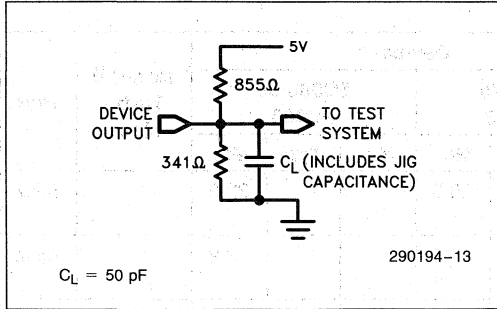 5V
855Ω
DEVICE
OUTPUT
TO TEST
SYSTEM
341Ω
C_L (INCLUDES JIG
CAPACITANCE)
290194-13
C_L = 50 pF